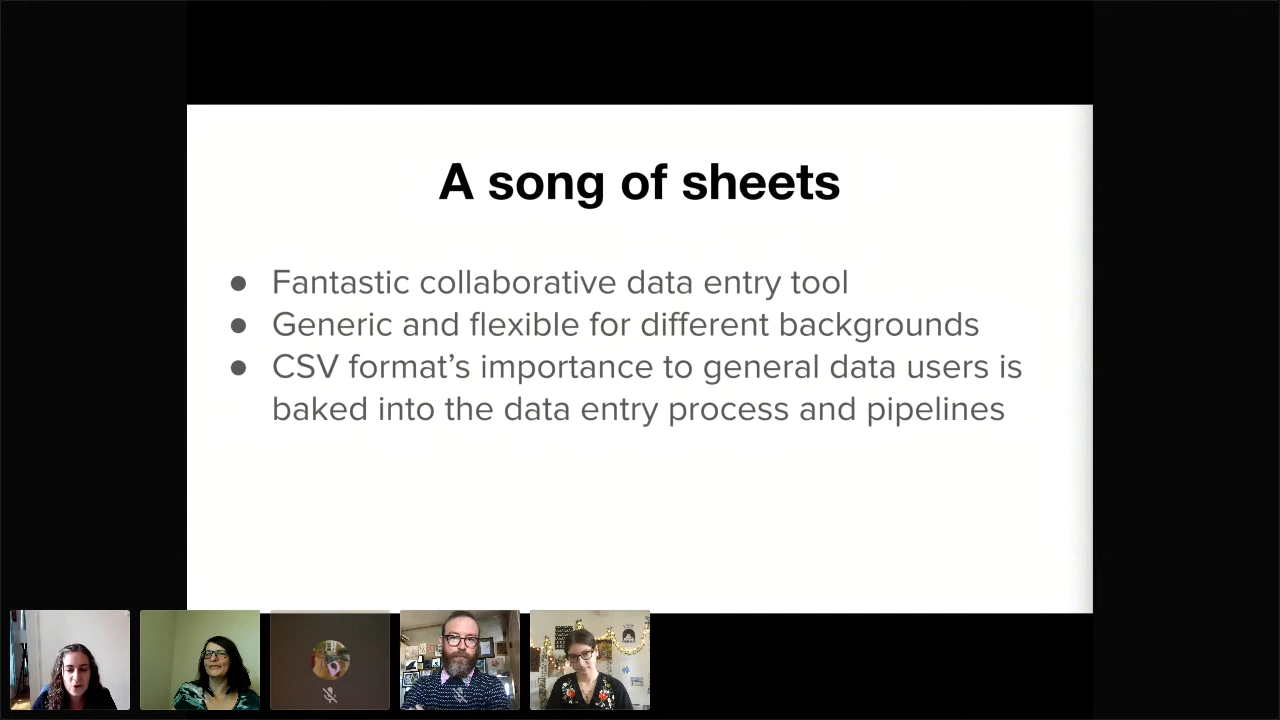 A song of sheets
● Fantastic collaborative data entry tool
● Generic and flexible for different backgrounds
● CSV format’s importance to general data users is
baked into the data entry process and pipelines